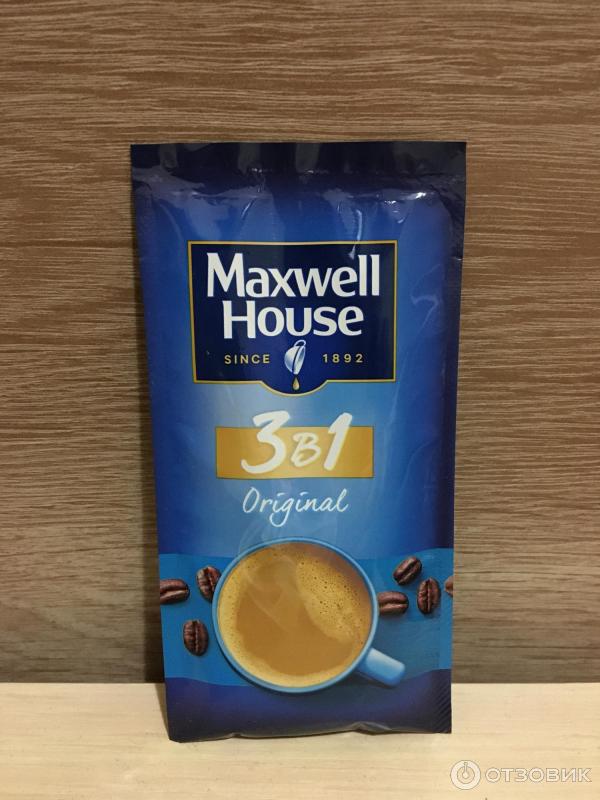 Maxwell
House
SINCE 1892
3в1
Original
ОТЗОВИК